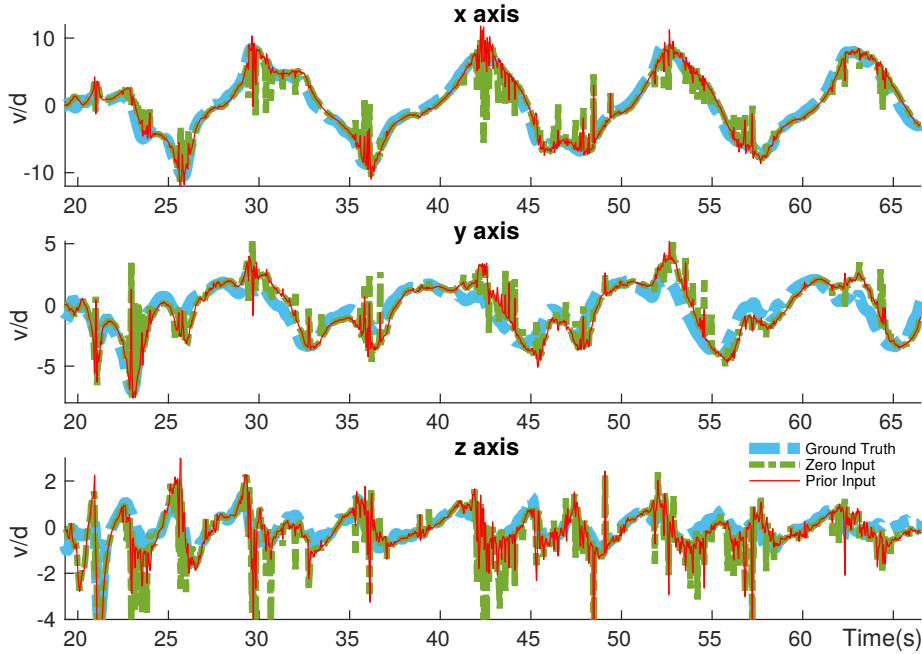 x axis
v/d
10
0
-10
20 25 30 35 40 45 50 55 60 65
y axis
v/d
5
0
-5
20 25 30 35 40 45 50 55 60 65
z axis
v/d
2
0
-2
-4
Ground Truth
Zero Input
Prior Input
20 25 30 35 40 45 50 55 60 65 Time(s)